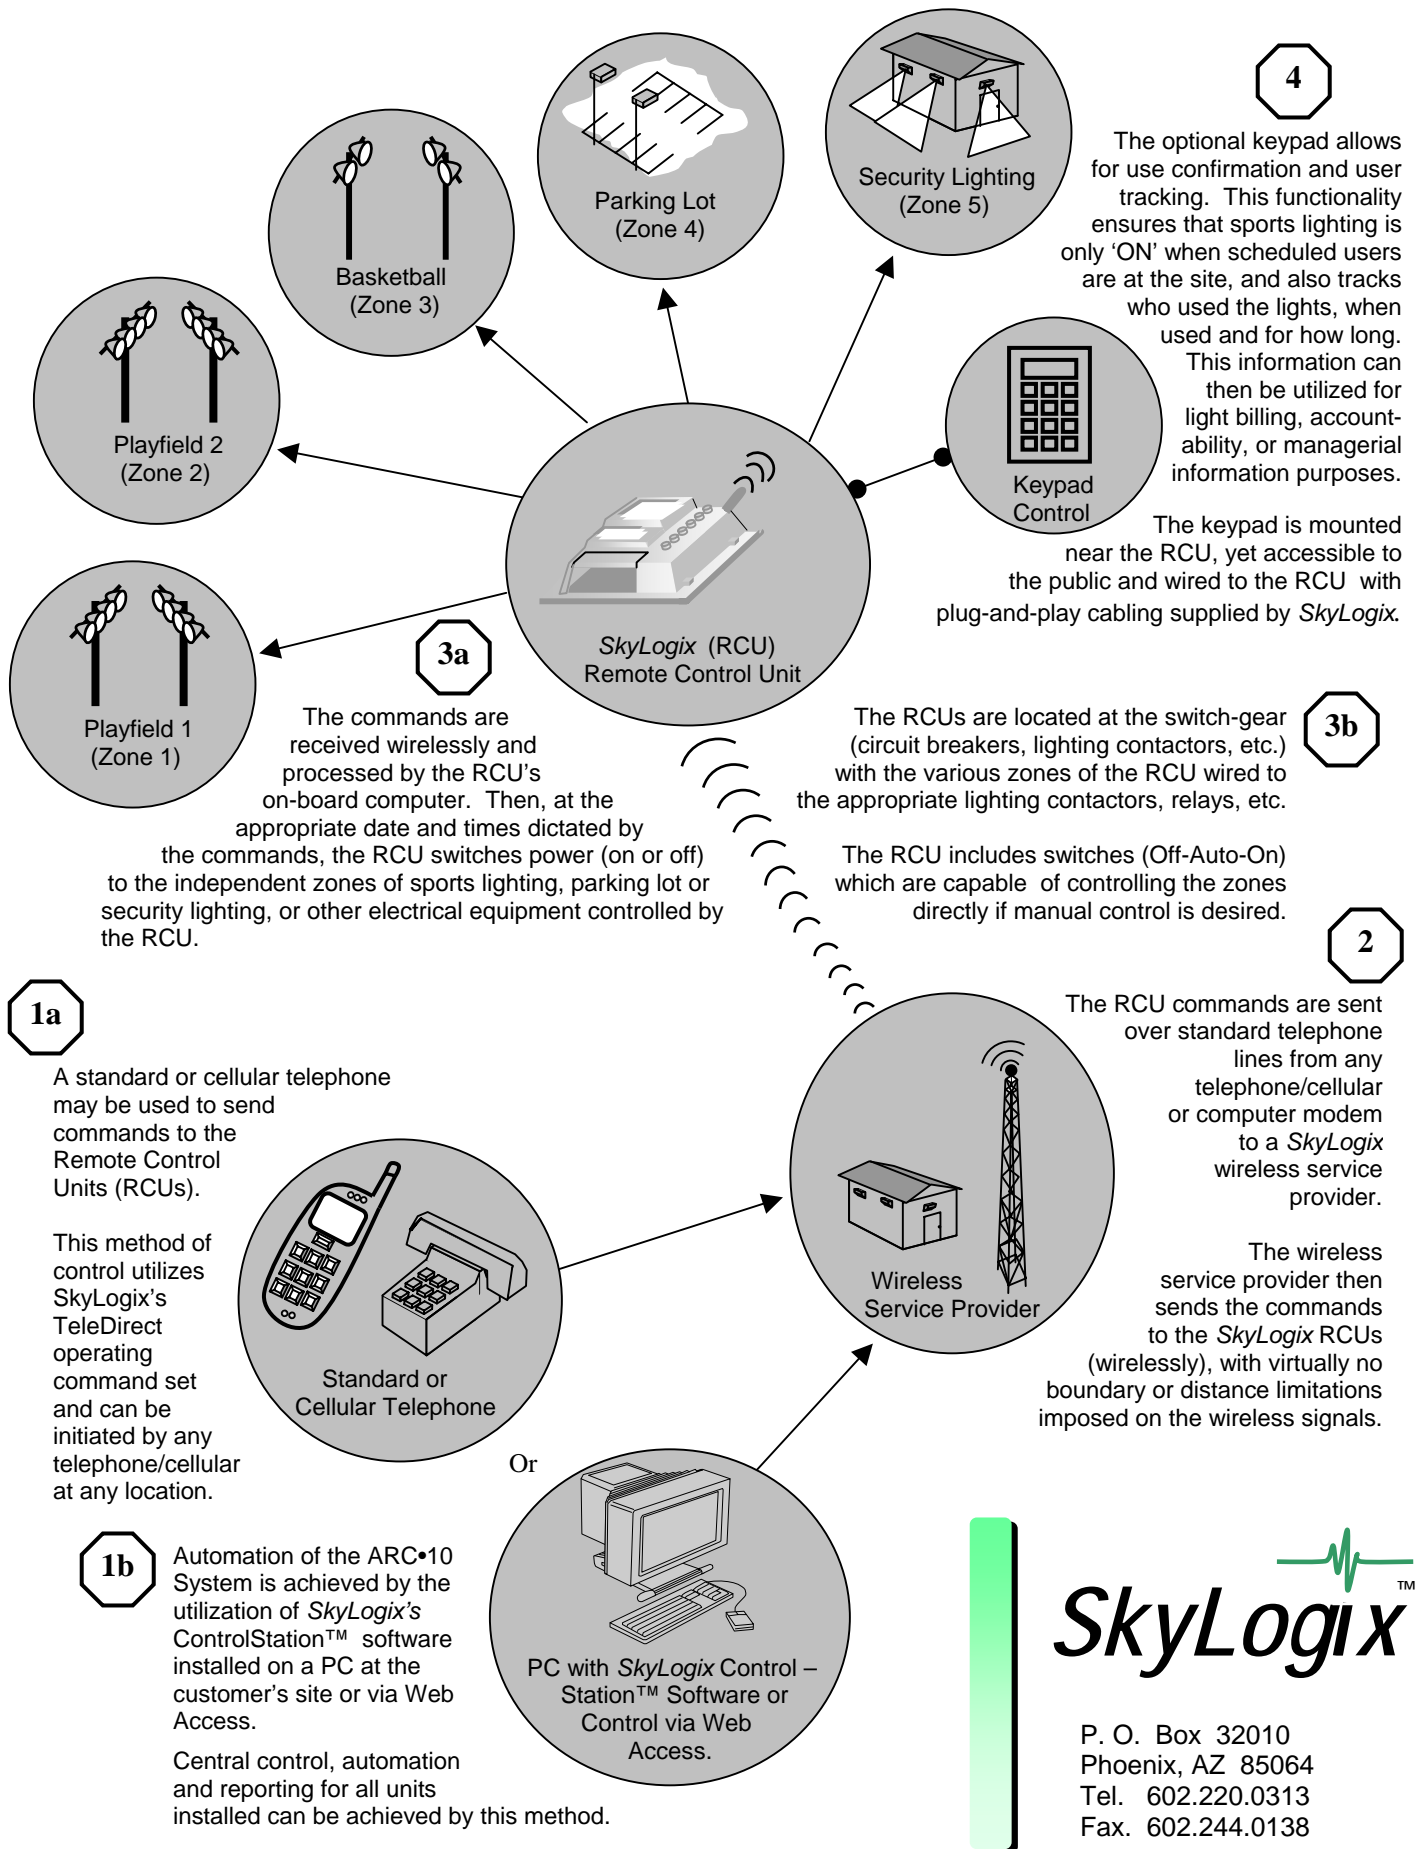 Security Lighting
(Zone 5)
Parking Lot
(Zone 4)
Basketball
(Zone 3)
Playfield 2
(Zone 2)
Playfield 1
(Zone 1)
SkyLogix (RCU)
Remote Control Unit
Keypad
Control
4
The optional keypad allows
for use confirmation and user
tracking. This functionality
ensures that sports lighting is
only ‘ON’ when scheduled users
are at the site, and also tracks
who used the lights, when
used and for how long.
This information can
then be utilized for
light billing, account-
ability, or managerial
information purposes.
The keypad is mounted
near the RCU, yet accessible to
the public and wired to the RCU with
plug-and-play cabling supplied by SkyLogix.
3a
The commands are
received wirelessly and
processed by the RCU’s
on-board computer. Then, at the
appropriate date and times dictated by
the commands, the RCU switches power (on or off)
to the independent zones of sports lighting, parking lot or
security lighting, or other electrical equipment controlled by
the RCU.
3b
The RCUs are located at the switch-gear
(circuit breakers, lighting contactors, etc.)
with the various zones of the RCU wired to
the appropriate lighting contactors, relays, etc.
The RCU includes switches (Off-Auto-On)
which are capable of controlling the zones
directly if manual control is desired.
2
The RCU commands are sent
over standard telephone
lines from any
telephone/cellular
or computer modem
to a SkyLogix
wireless service
provider.
The wireless
service provider then
sends the commands
to the SkyLogix RCUs
(wirelessly), with virtually no
boundary or distance limitations
imposed on the wireless signals.
Wireless
Service Provider
1a
A standard or cellular telephone
may be used to send
commands to the
Remote Control
Units (RCUs).
This method of
control utilizes
SkyLogix’s
TeleDirect
operating
command set
and can be
initiated by any
telephone/cellular
at any location.
Standard or
Cellular Telephone
Or
1b
Automation of the ARC•10
System is achieved by the
utilization of SkyLogix’s
ControlStation™ software
installed on a PC at the
customer’s site or via Web
Access.
Central control, automation
and reporting for all units
installed can be achieved by this method.
PC with SkyLogix Control –
Station™ Software or
Control via Web
Access.
SkyLogix™
P. O. Box 32010
Phoenix, AZ 85064
Tel. 602.220.0313
Fax. 602.244.0138